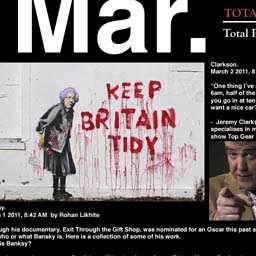 Mar.
TOTA
Total
KEEP
BRITAIN
TIDY
Clarkson.
March 2 2011, 8
"One thing I've
6am, half of the
you go in at ten
want a nice car?
- Jeremy Clarks
specialises in m
show Top Gear
sy.
1 2011, 8:42 AM by Rohan Likhite
ugh his documentary, Exit Through the Gift Shop, was nominated for an Oscar this past s
who or what Bansky is. Here is a collection of some of his work.
is Banksy?